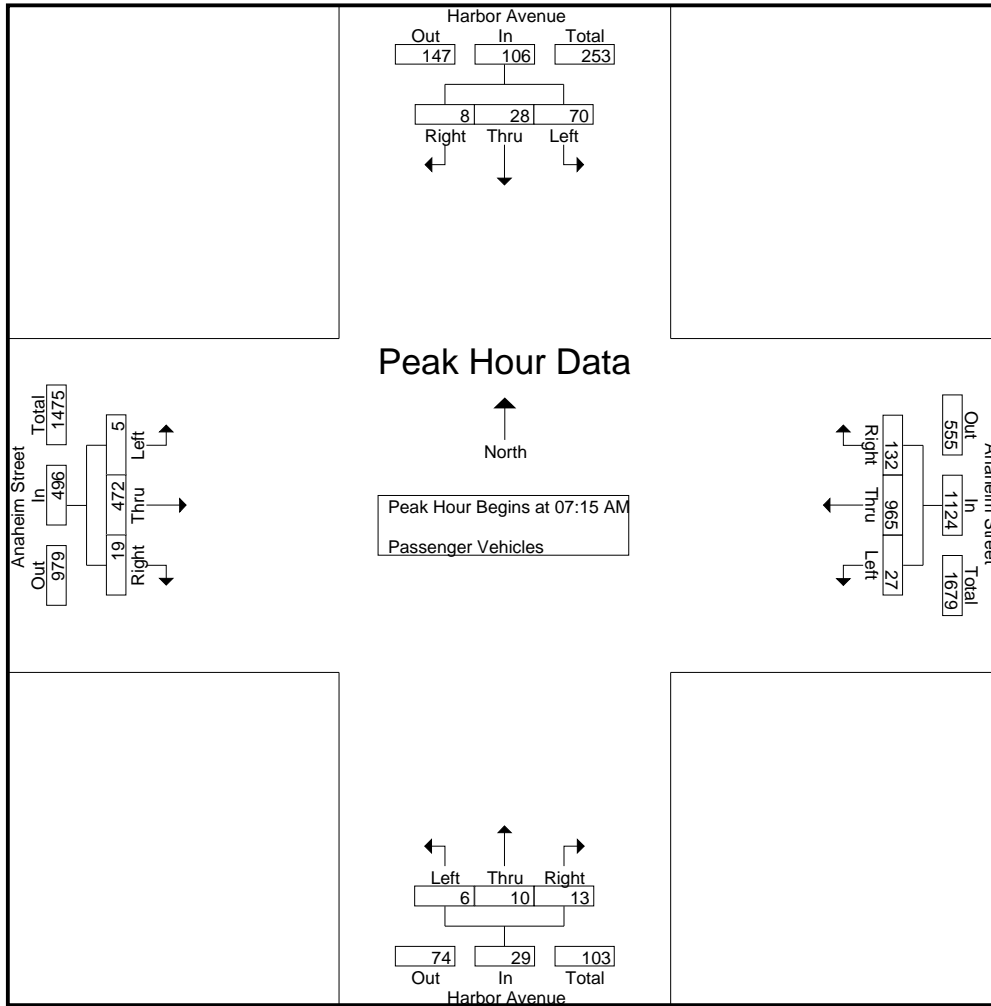 Harbor Avenue
Out In Total
147 106 253
8 28 70
Right Thru Left
Peak Hour Data
North
Peak Hour Begins at 07:15 AM
Passenger Vehicles
Anaheim Street
Out In Total
979 496 1475
19 472 5
Right Thru Left
Anaheim Street
Out In Total
555 1124 1679
132 965 27
Right Thru Left
Left Thru Right
6 10 13
74 29 103
Out In Total
Harbor Avenue